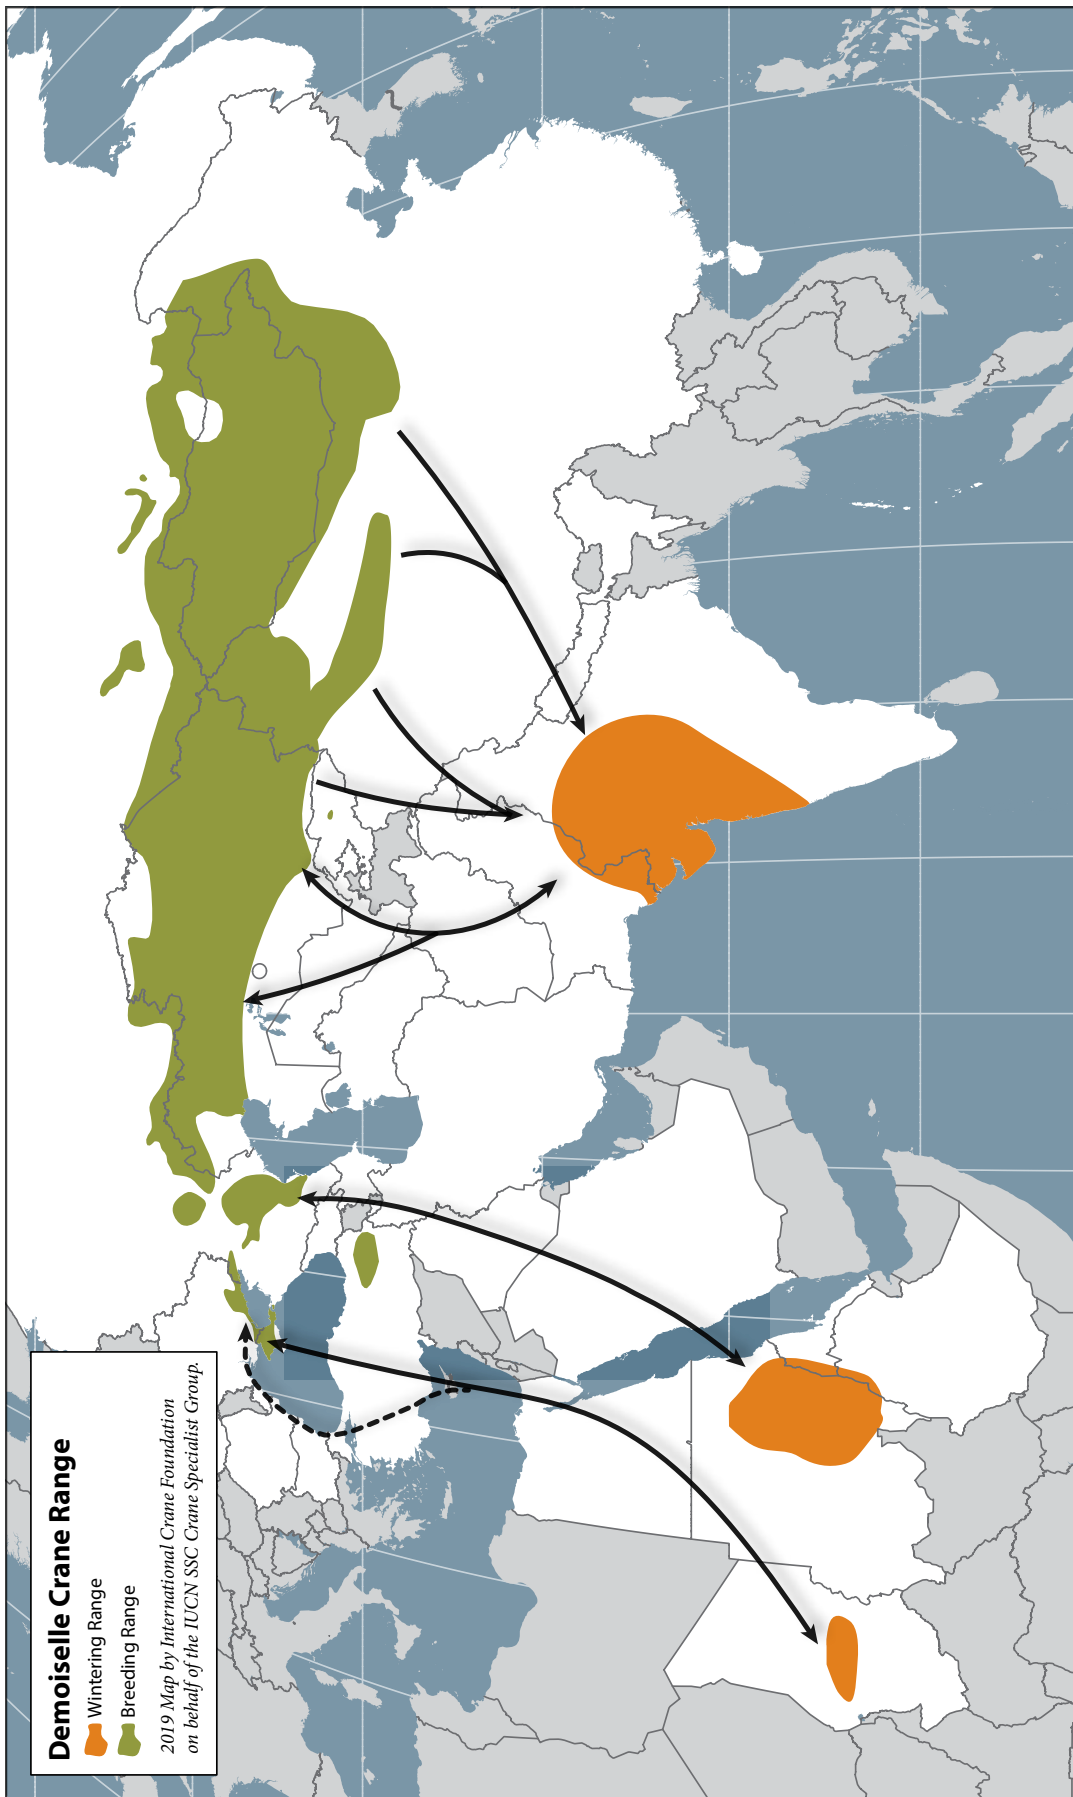 Demoiselle Crane Range
Wintering Range
Breeding Range
2019 Map by International Crane Foundation
on behalf of the IUCN SSC Crane Specialist Group.